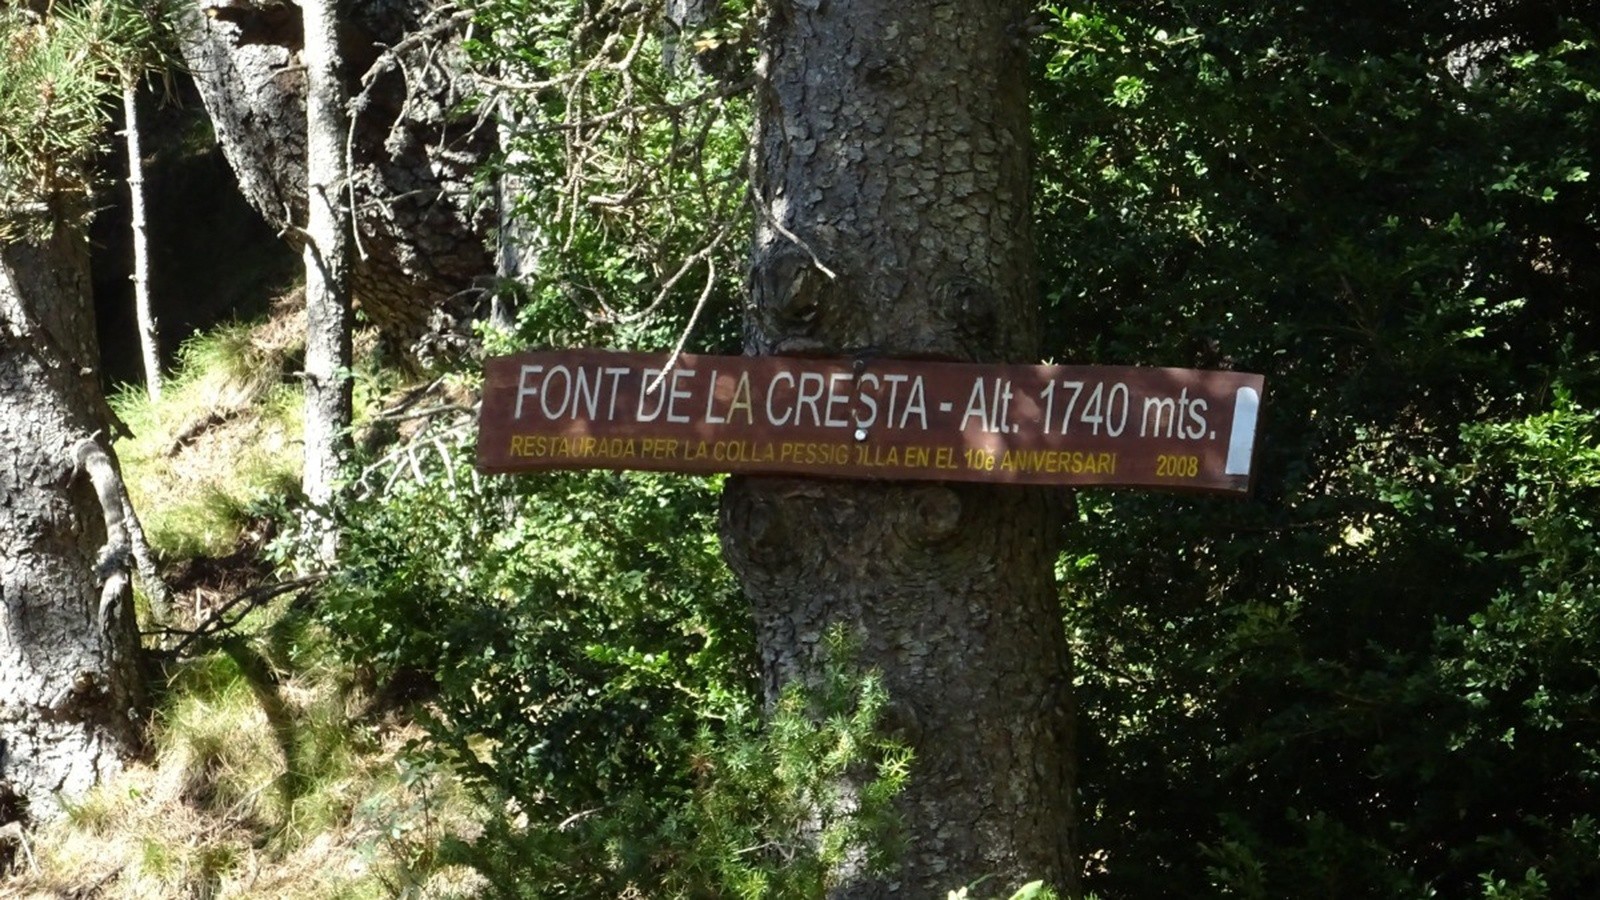 FONT DE LA CRESTA - Alt. 1740 mts.
RESTAURADA PER LA COLLA PESSIGOLLA EN EL 10è ANIVERSARI 2008